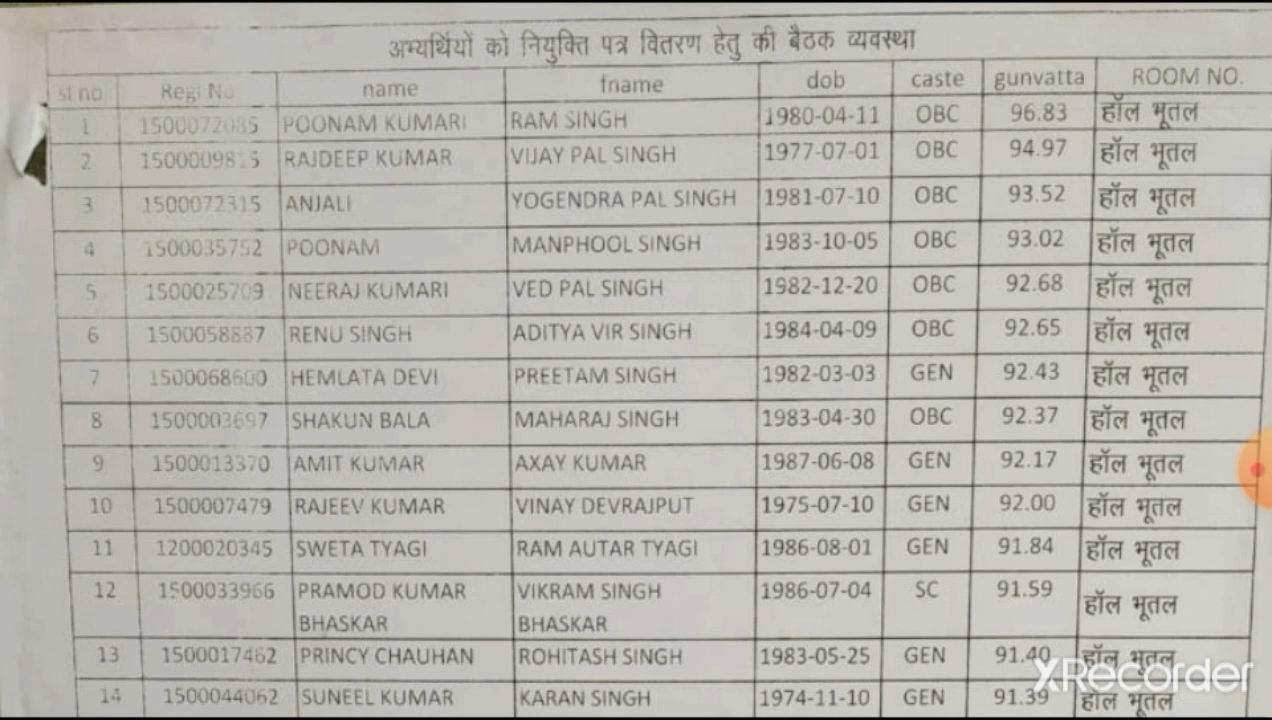 अभ्यर्थियों को नियुक्ति पत्र वितरण हेतु की बैठक व्यवस्था
sl no Regi No name fname dob caste gunvatta ROOM NO.
1 1500072085 POONAM KUMARI RAM SINGH 1980-04-11 OBC 96.83 हॉल भूतल
2 1500009815 RAJDEEP KUMAR VIJAY PAL SINGH 1977-07-01 OBC 94.97 हॉल भूतल
3 1500072315 ANJALI YOGENDRA PAL SINGH 1981-07-10 OBC 93.52 हॉल भूतल
4 1500035752 POONAM MANPHOOL SINGH 1983-10-05 OBC 93.02 हॉल भूतल
5 1500025709 NEERAJ KUMARI VED PAL SINGH 1982-12-20 OBC 92.68 हॉल भूतल
6 1500058887 RENU SINGH ADITYA VIR SINGH 1984-04-09 OBC 92.65 हॉल भूतल
7 1500068600 HEMLATA DEVI PREETAM SINGH 1982-03-03 GEN 92.43 हॉल भूतल
8 1500003697 SHAKUN BALA MAHARAJ SINGH 1983-04-30 OBC 92.37 हॉल भूतल
9 1500013370 AMIT KUMAR AXAY KUMAR 1987-06-08 GEN 92.17 हॉल भूतल
10 1500007479 RAJEEV KUMAR VINAY DEVRAJPUT 1975-07-10 GEN 92.00 हॉल भूतल
11 1200020345 SWETA TYAGI RAM AUTAR TYAGI 1986-08-01 GEN 91.84 हॉल भूतल
12 1500033966 PRAMOD KUMAR VIKRAM SINGH 1986-07-04 SC 91.59 हॉल भूतल
BHASKAR BHASKAR
13 1500017462 PRINCY CHAUHAN ROHITASH SINGH 1983-05-25 GEN 91.40 हॉल भूतल
XRecorder
14 1500044062 SUNEEL KUMAR KARAN SINGH 1974-11-10 GEN 91.39 हॉल भूतल